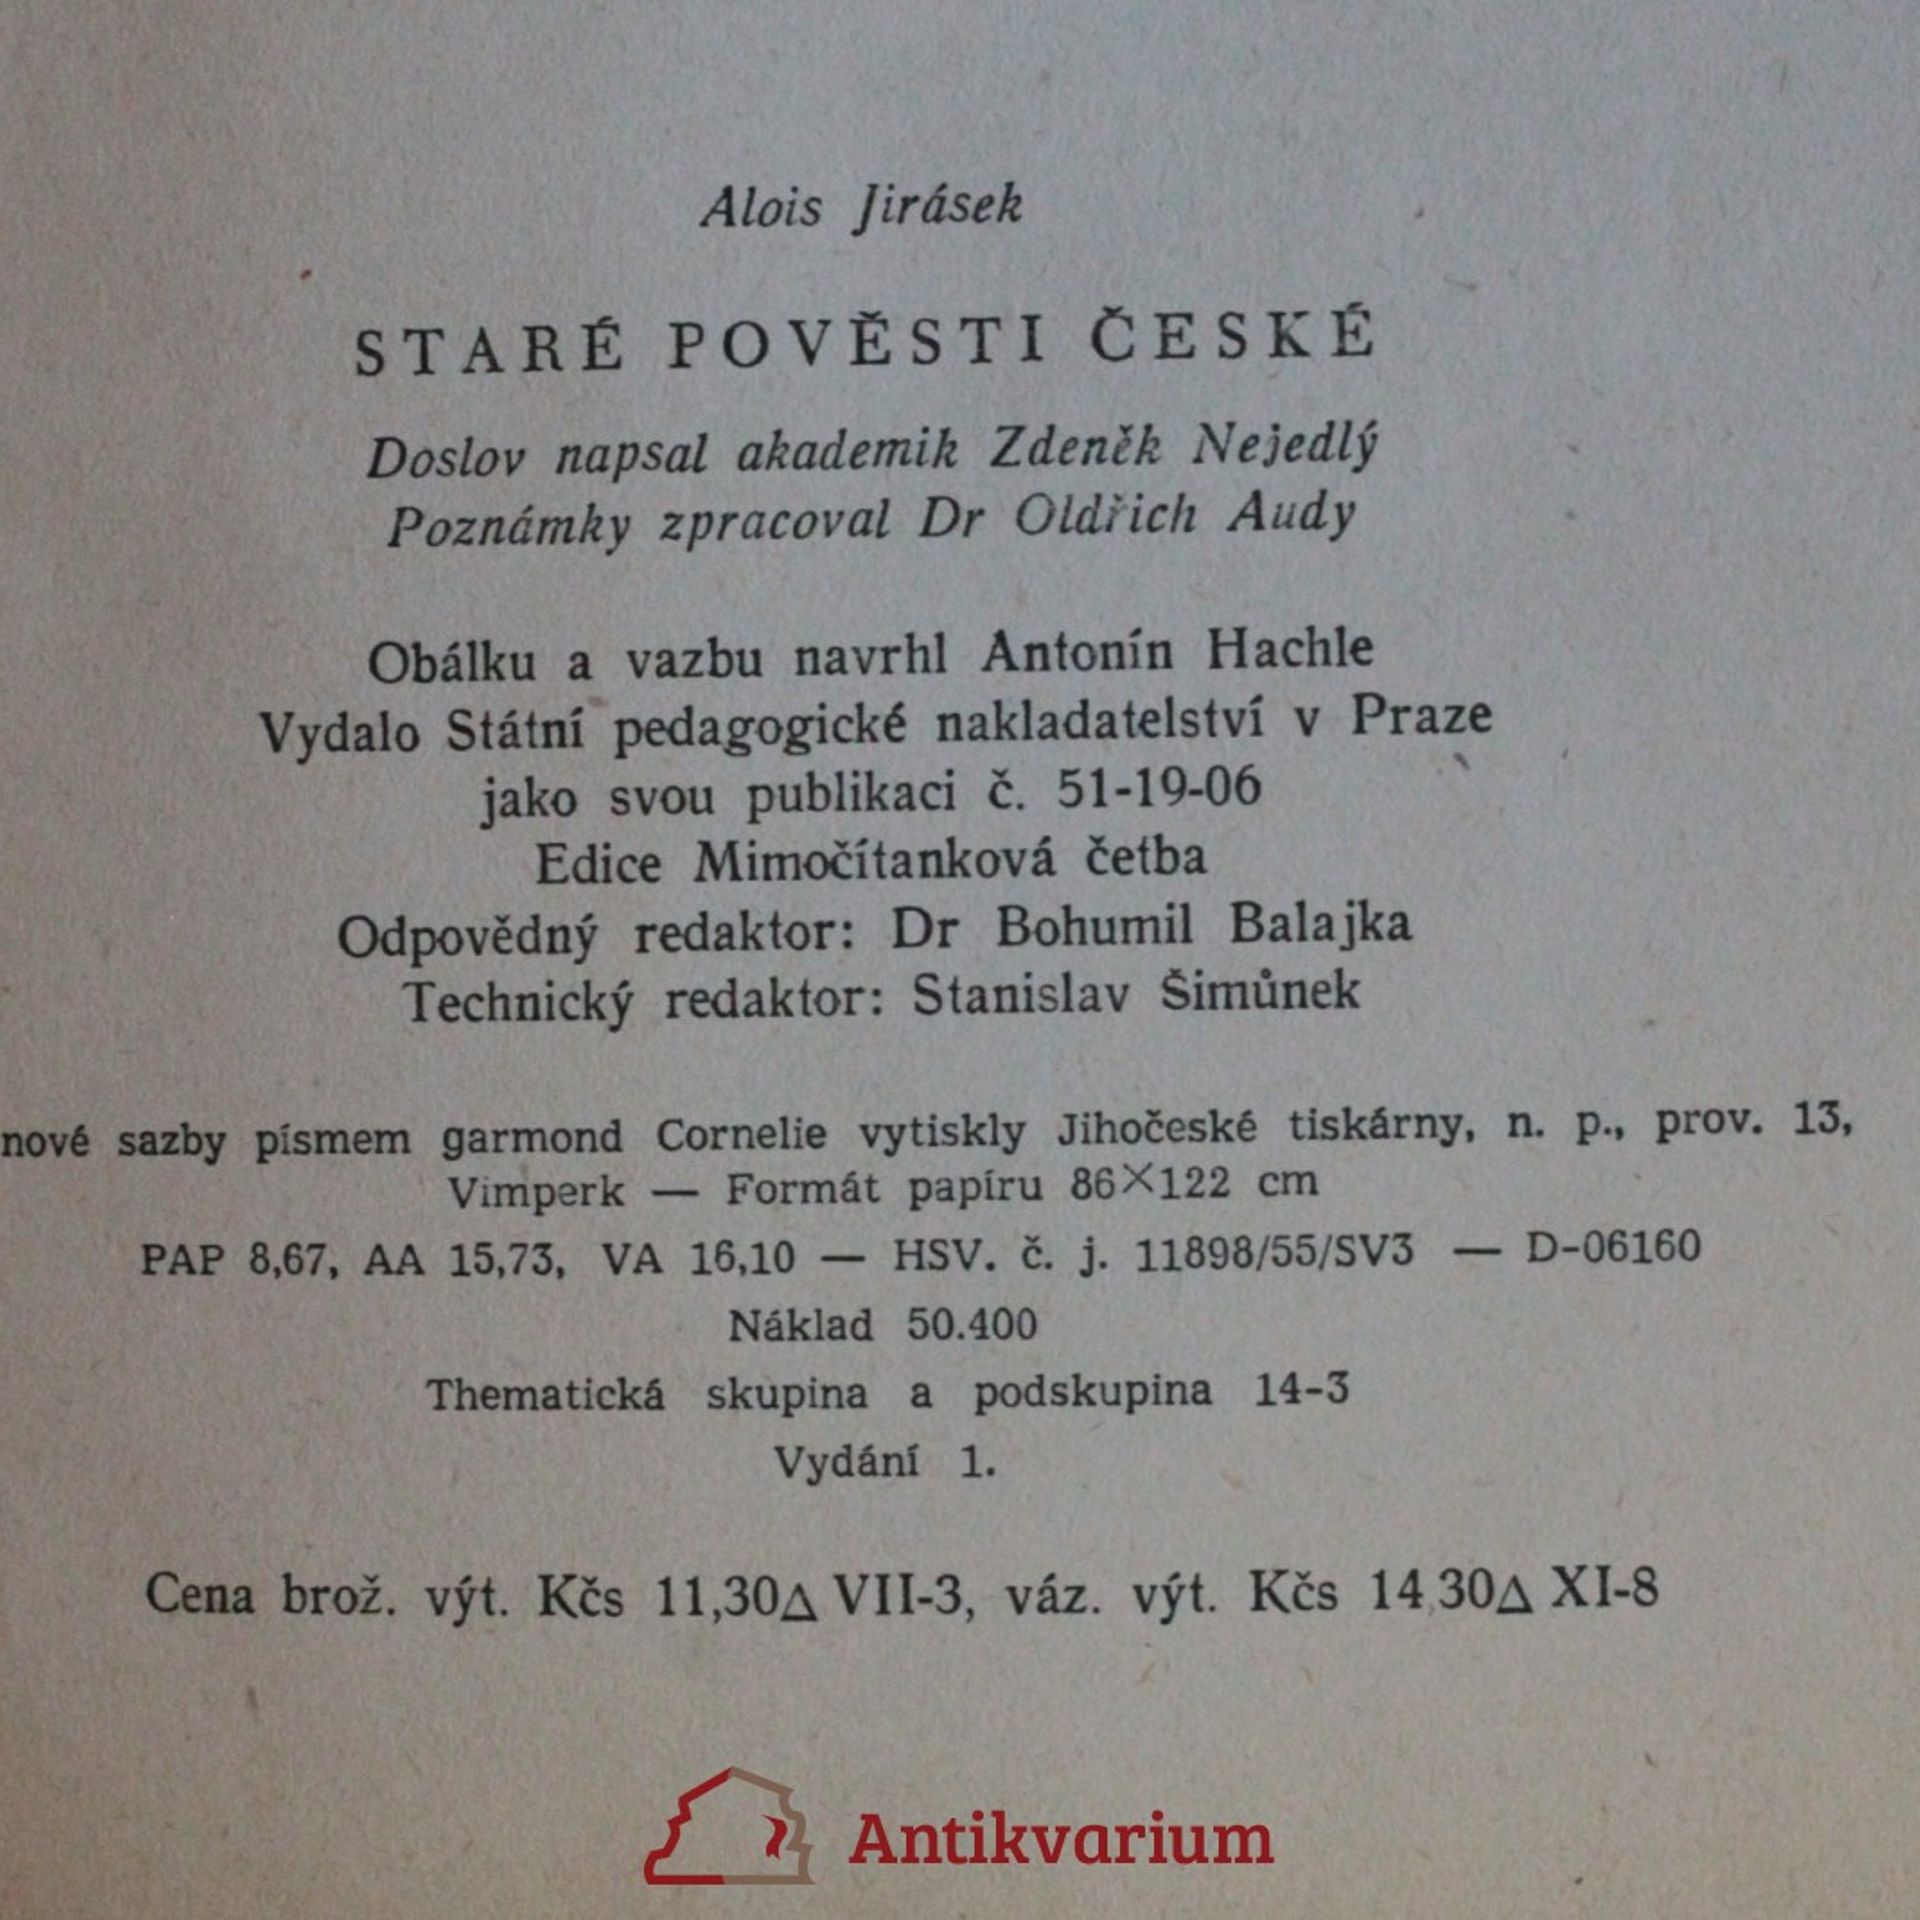 Alois Jirásek
STARÉ POVĚSTI ČESKÉ
Doslov napsal akademik Zdeněk Nejedlý
Poznámky zpracoval Dr Oldřich Audy
Obálku a vazbu navrhl Antonín Hachle
Vydalo Státní pedagogické nakladatelství v Praze
jako svou publikaci č. 51-19-06
Edice Mimočítanková četba
Odpovědný redaktor: Dr Bohumil Balajka
Technický redaktor: Stanislav Šimůnek
nové sazby písmem garmond Cornelie vytiskly Jihočeské tiskárny, n. p., prov. 13,
Vimperk — Formát papíru 86×122 cm
PAP 8,67, AA 15,73, VA 16,10 — HSV. č. j. 11898/55/SV3 — D-06160
Náklad 50.400
Thematická skupina a podskupina 14-3
Vydání 1.
Cena brož. výt. Kčs 11,30△ VII-3, váz. výt. Kčs 14,30△ XI-8
Antikvarium